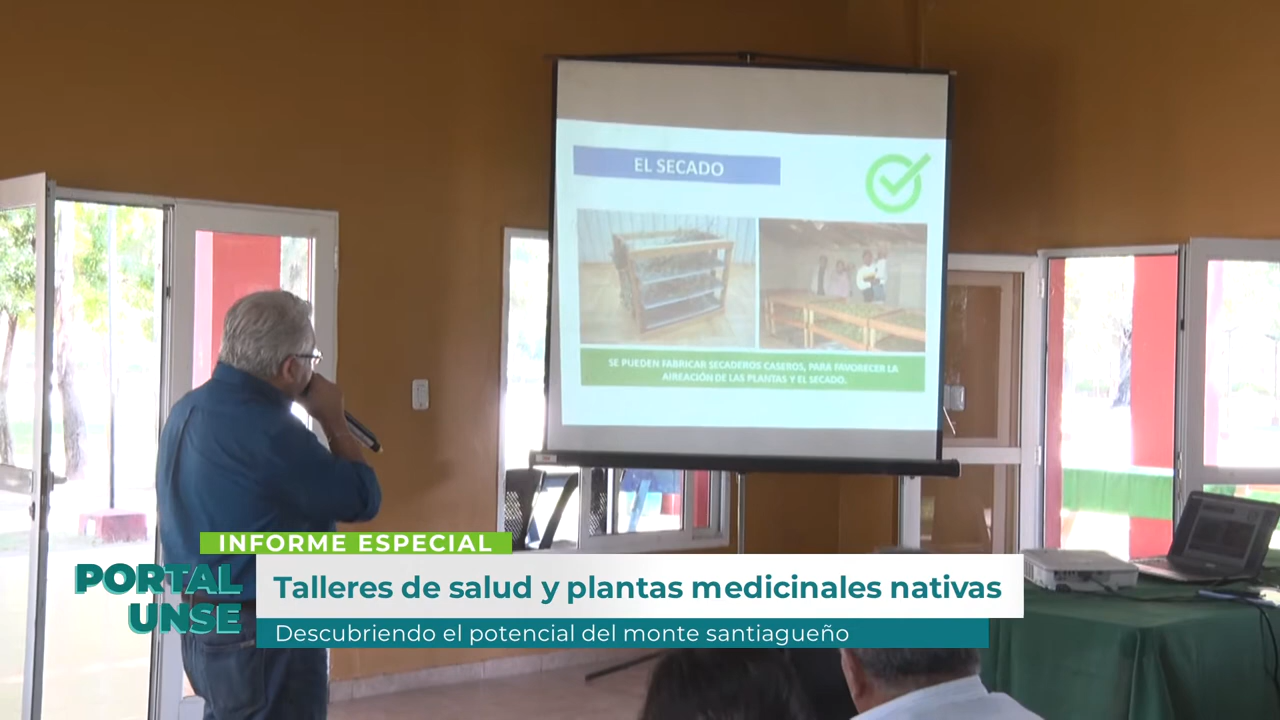 EL SECADO
SE PUEDEN FABRICAR SECADEROS CASEROS, PARA FAVORECER LA
AIREACIÓN DE LAS PLANTAS Y EL SECADO.
INFORME ESPECIAL
PORTAL
UNSE
Talleres de salud y plantas medicinales nativas
Descubriendo el potencial del monte santiagueño